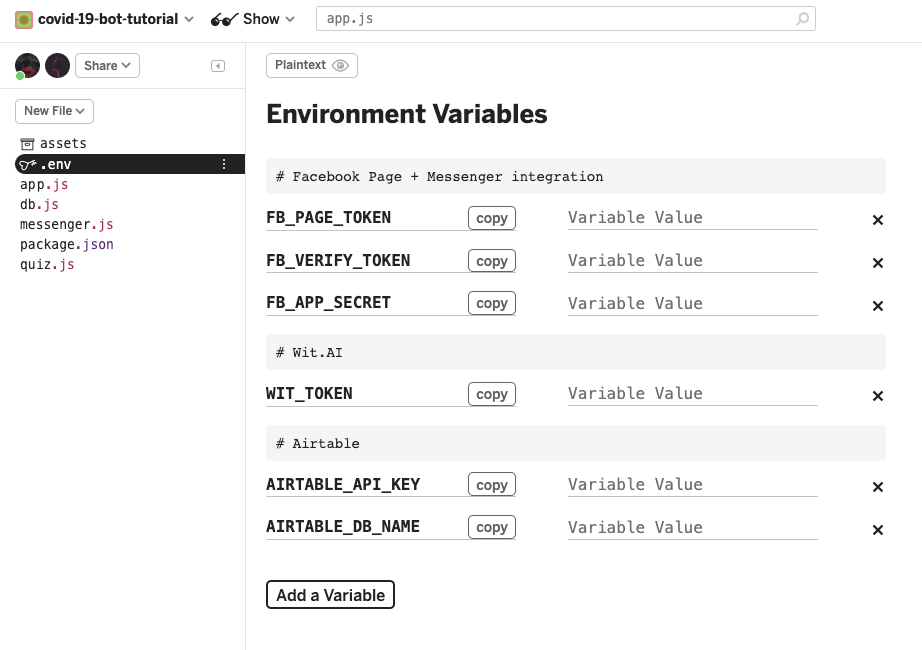 covid-19-bot-tutorial Show app.js
Share
Plaintext
New File
Environment Variables
assets
.env
app.js
db.js
messenger.js
package.json
quiz.js
# Facebook Page + Messenger integration
FB_PAGE_TOKEN copy Variable Value
FB_VERIFY_TOKEN copy Variable Value
FB_APP_SECRET copy Variable Value
# Wit.AI
WIT_TOKEN copy Variable Value
# Airtable
AIRTABLE_API_KEY copy Variable Value
AIRTABLE_DB_NAME copy Variable Value
Add a Variable